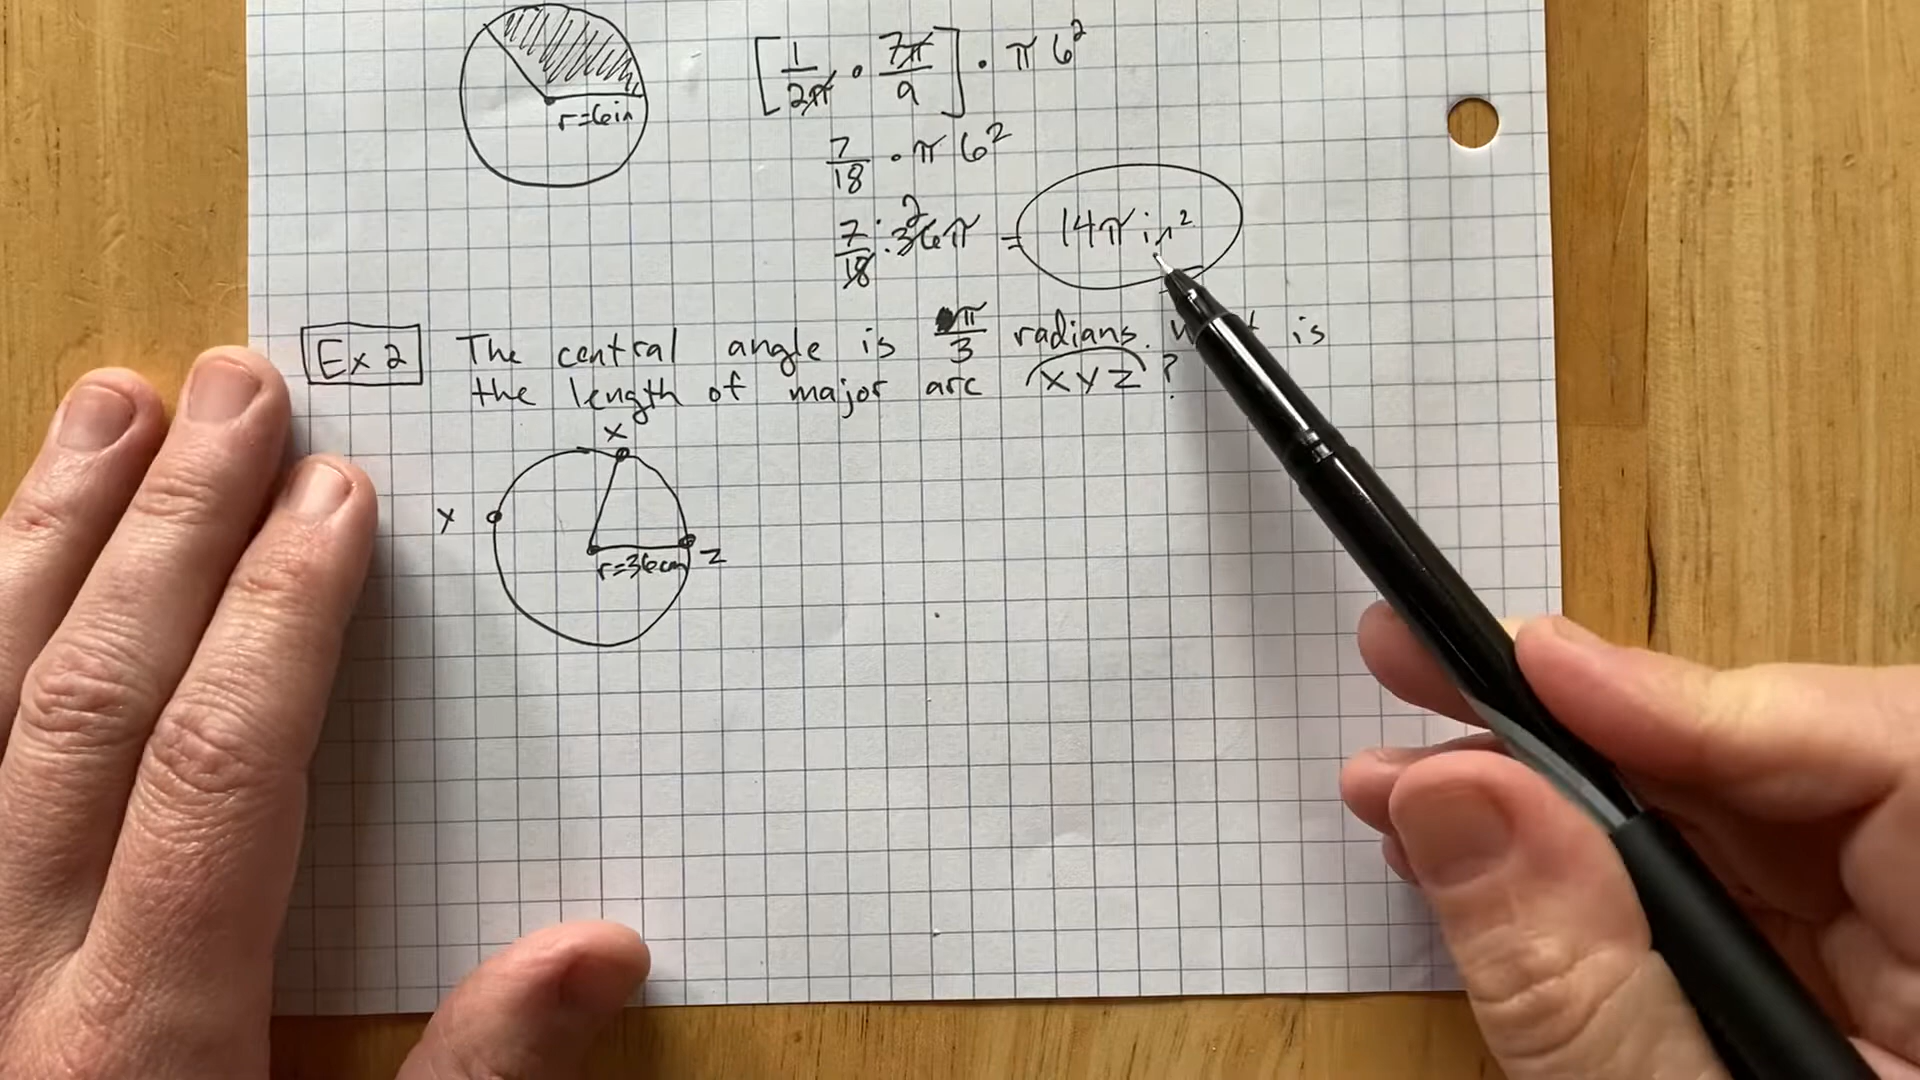 r=6in
[1/2π · 7π/9] · π6²
7/18 · π6²
7/18 · 36π 2 = 14π in²
Ex 2 The central angle is π/3 radians. is
the length of major arc XYZ?
X
Y
r=36cm Z